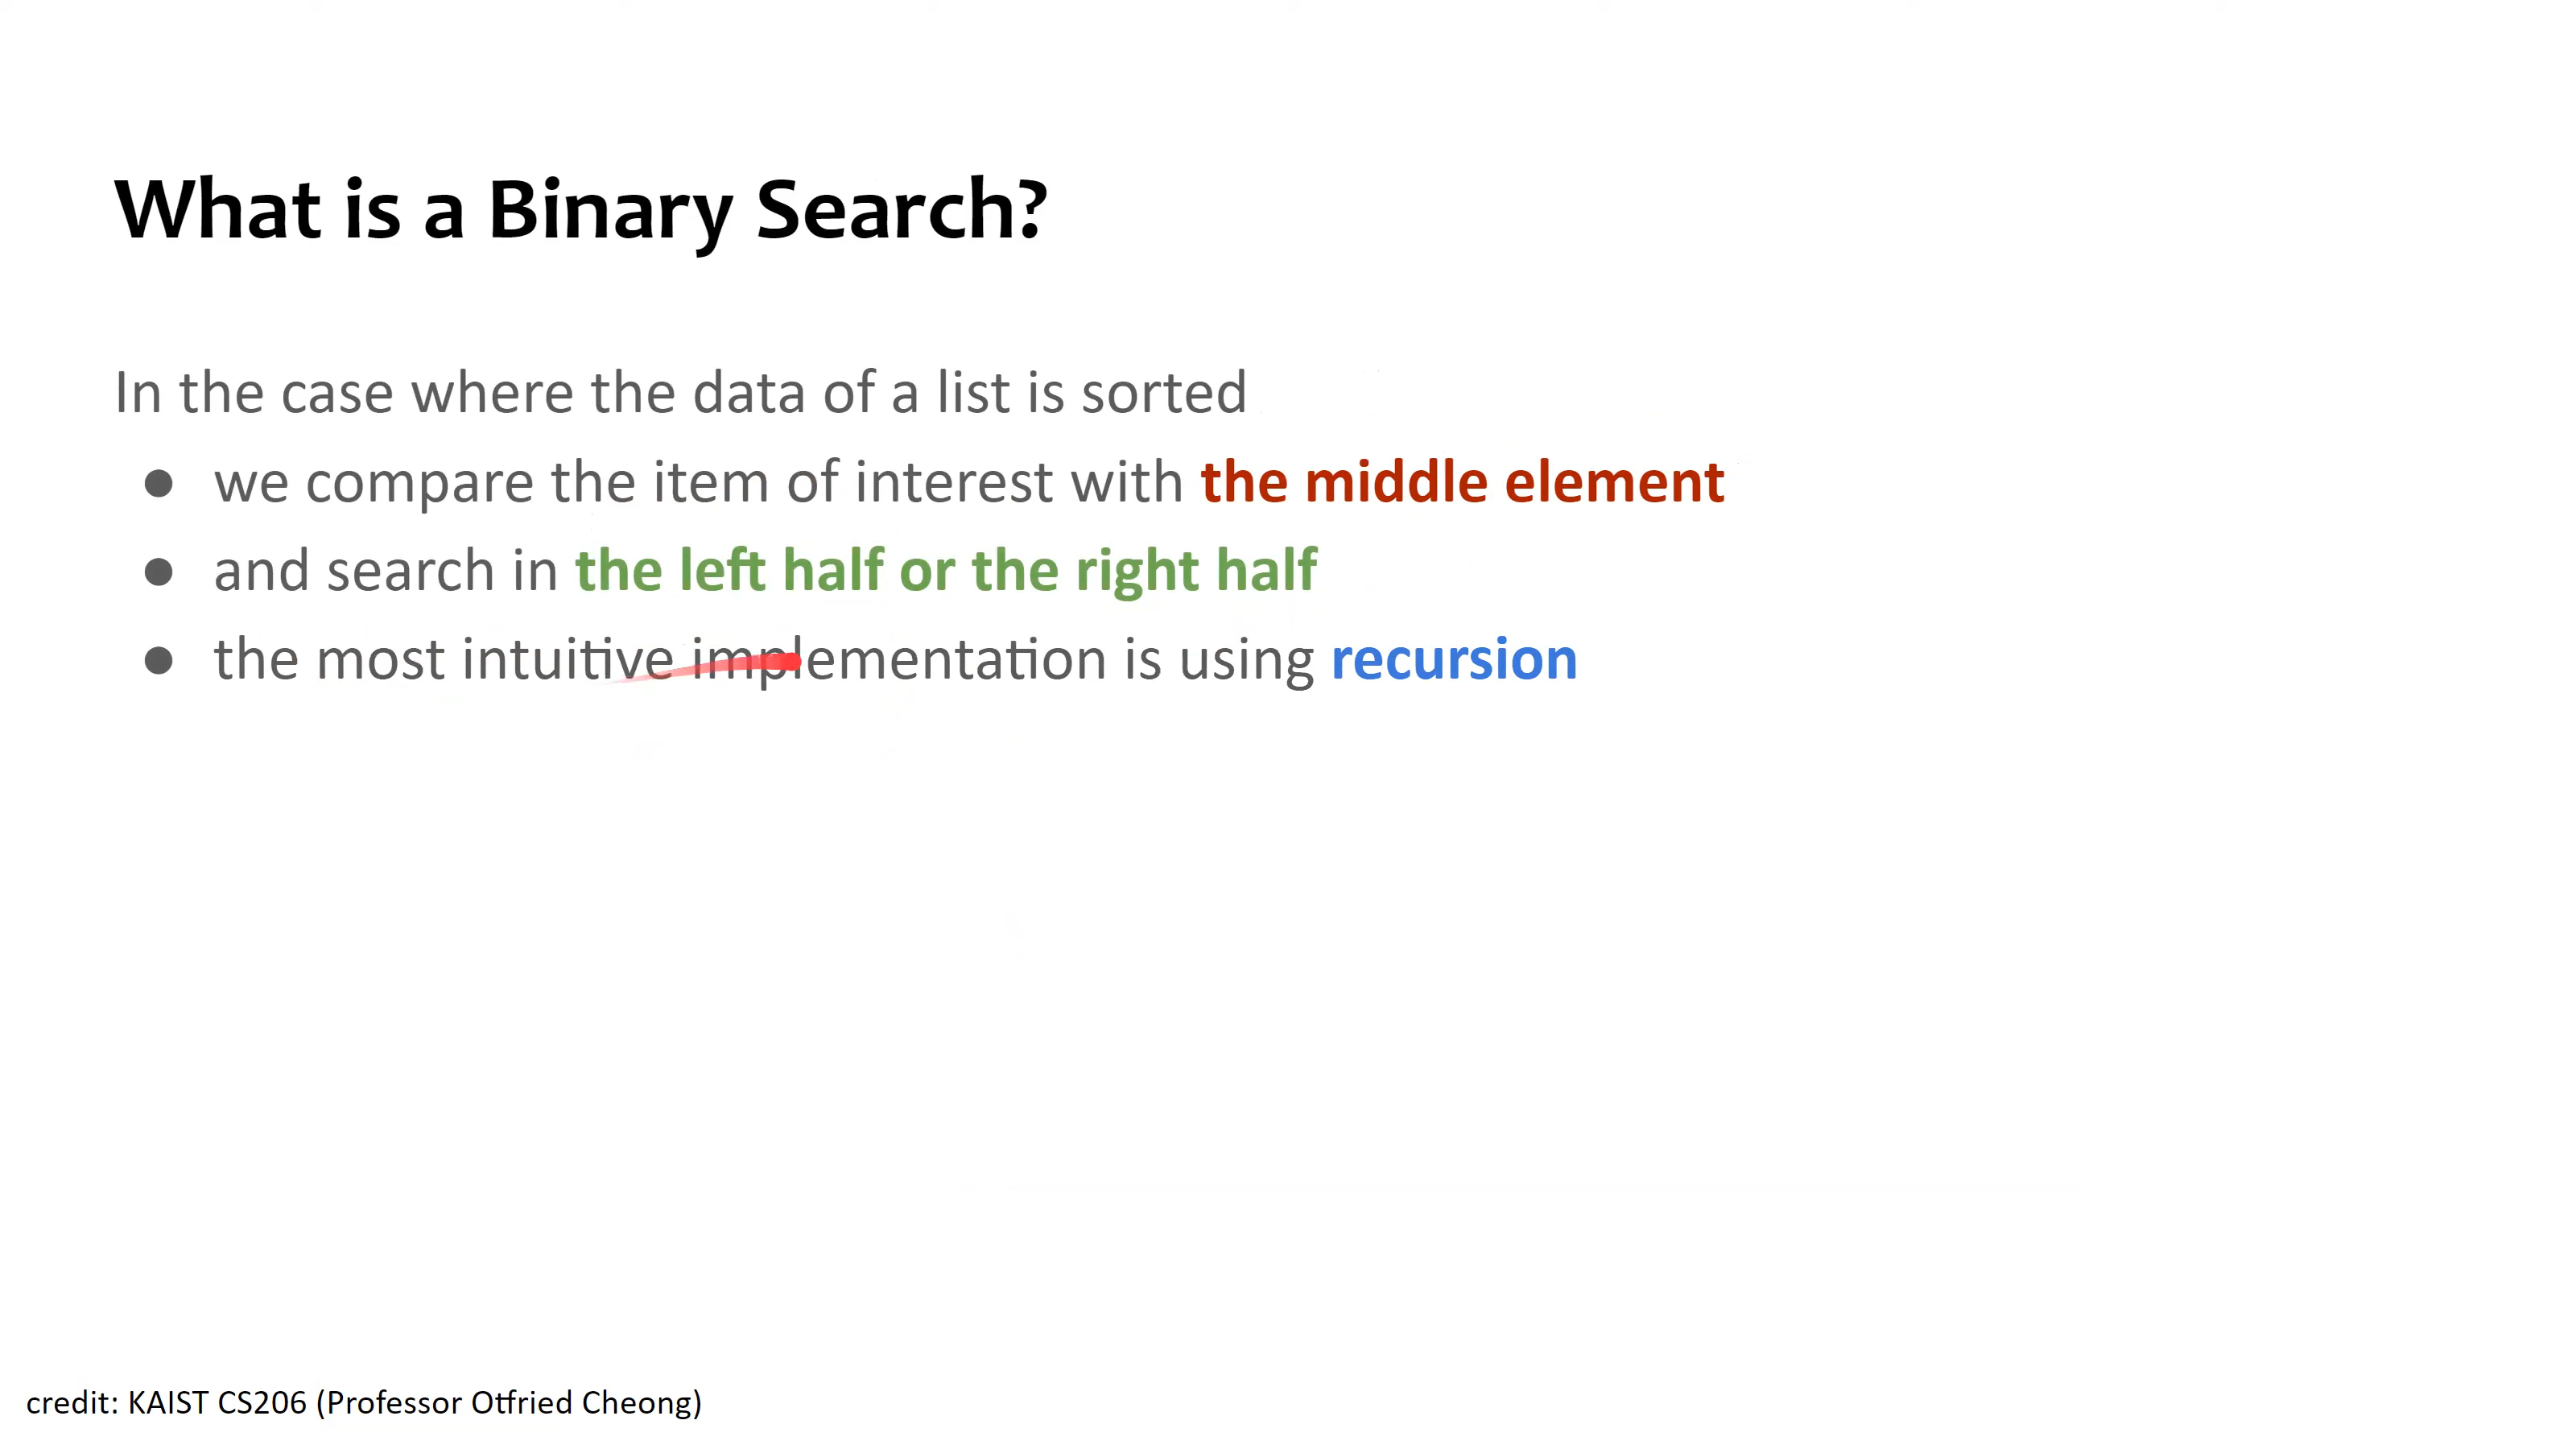 What is a Binary Search?
In the case where the data of a list is sorted
● we compare the item of interest with the middle element
● and search in the left half or the right half
● the most intuitive implementation is using recursion
credit: KAIST CS206 (Professor Otfried Cheong)